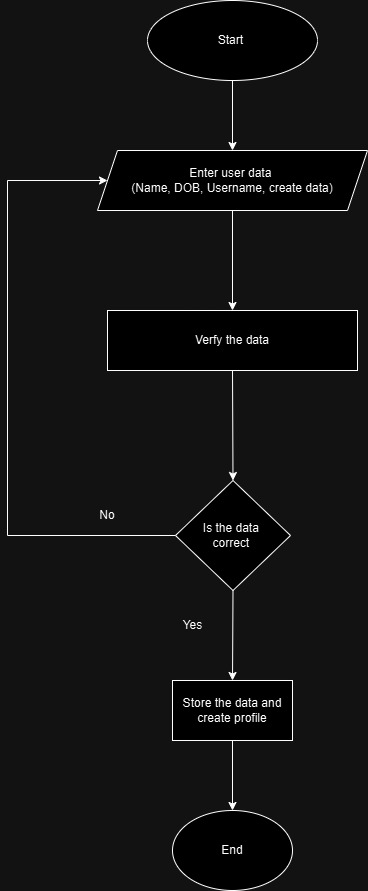 Start
Enter user data
(Name, DOB, Username, create data)
Verfy the data
Is the data
correct
No
Yes
Store the data and
create profile
End